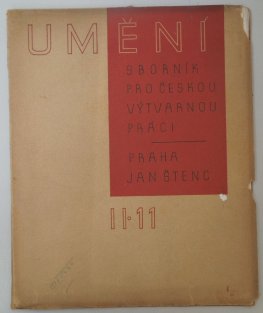 UMĚNÍ
SBORNÍK
PRO ČESKOU
VÝTVARNOU
PRÁCI
PRAHA
JAN ŠTENC
II·11